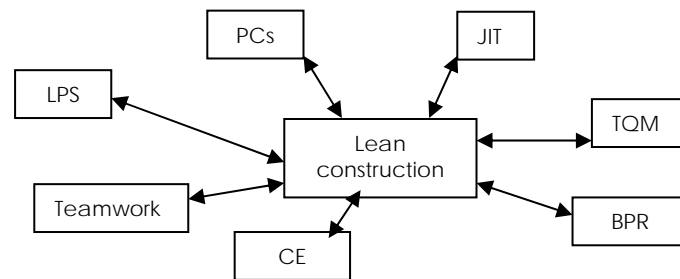 PCs
JIT
LPS
TQM
Lean
construction
Teamwork
BPR
CE